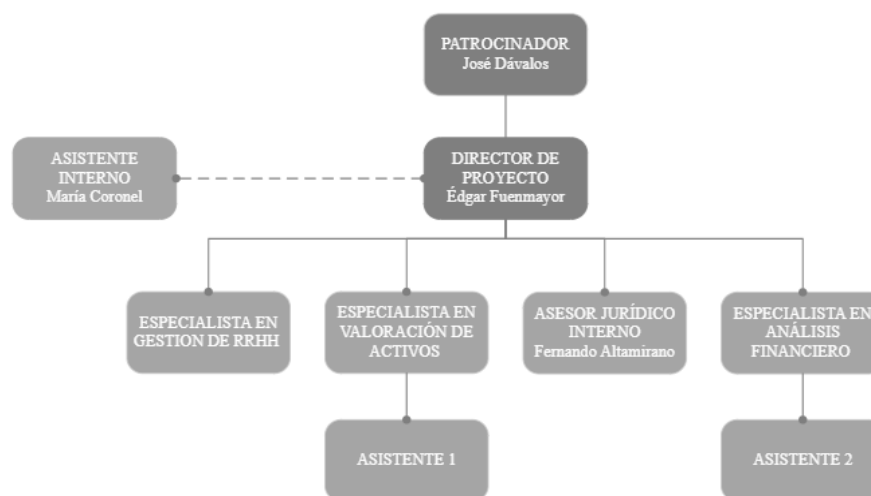 PATROCINADOR
José Dávalos
ASISTENTE
INTERNO
María Coronel
DIRECTOR DE
PROYECTO
Édgar Fuenmayor
ESPECIALISTA EN
GESTION DE RRHH
ESPECIALISTA EN
VALORACIÓN DE
ACTIVOS
ASESOR JURÍDICO
INTERNO
Fernando Altamirano
ESPECIALISTA EN
ANÁLISIS
FINANCIERO
ASISTENTE 1
ASISTENTE 2